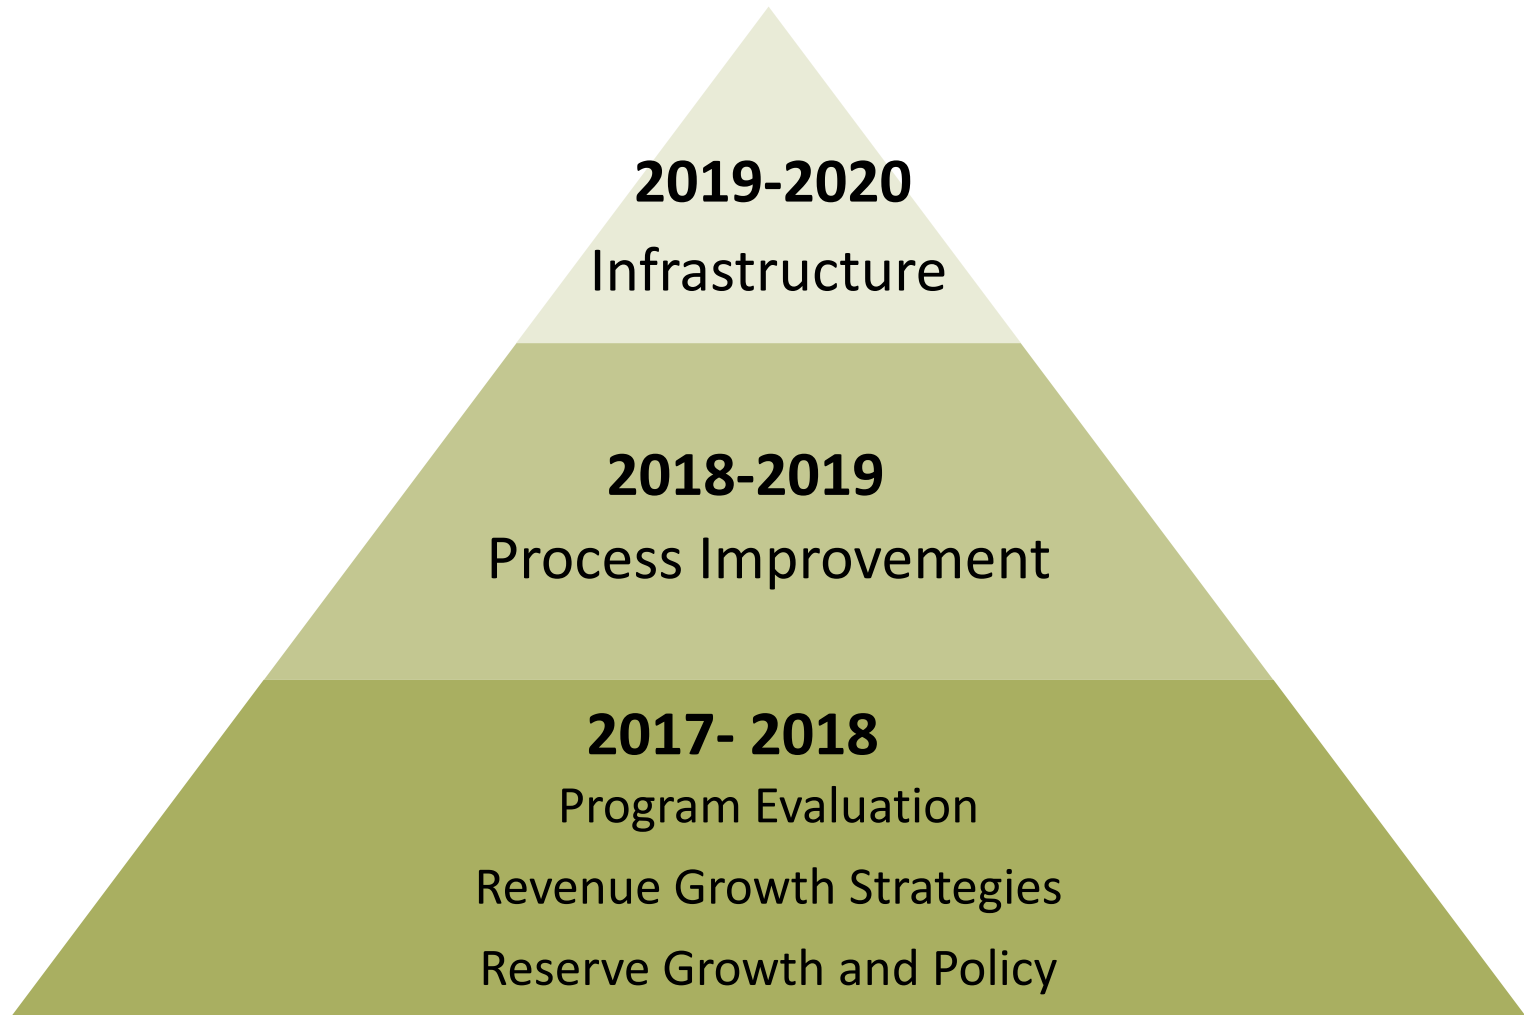 2019-2020
Infrastructure
2018-2019
Process Improvement
2017- 2018
Program Evaluation
Revenue Growth Strategies
Reserve Growth and Policy